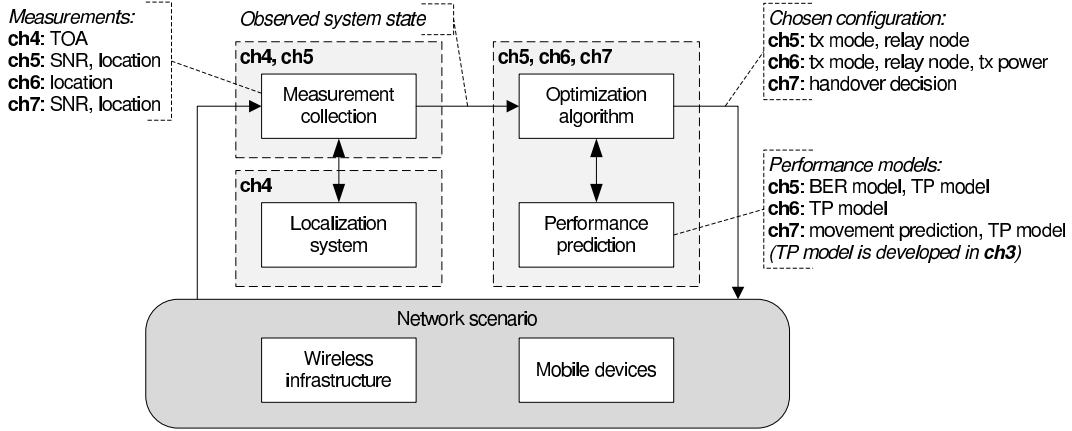 Measurements:
ch4: TOA
ch5: SNR, location
ch6: location
ch7: SNR, location
Observed system state
Chosen configuration:
ch5: tx mode, relay node
ch6: tx mode, relay node, tx power
ch7: handover decision
ch4, ch5
Measurement
collection
ch5, ch6, ch7
Optimization
algorithm
ch4
Localization
system
Performance
prediction
Performance models:
ch5: BER model, TP model
ch6: TP model
ch7: movement prediction, TP model
(TP model is developed in ch3)
Network scenario
Wireless
infrastructure
Mobile devices